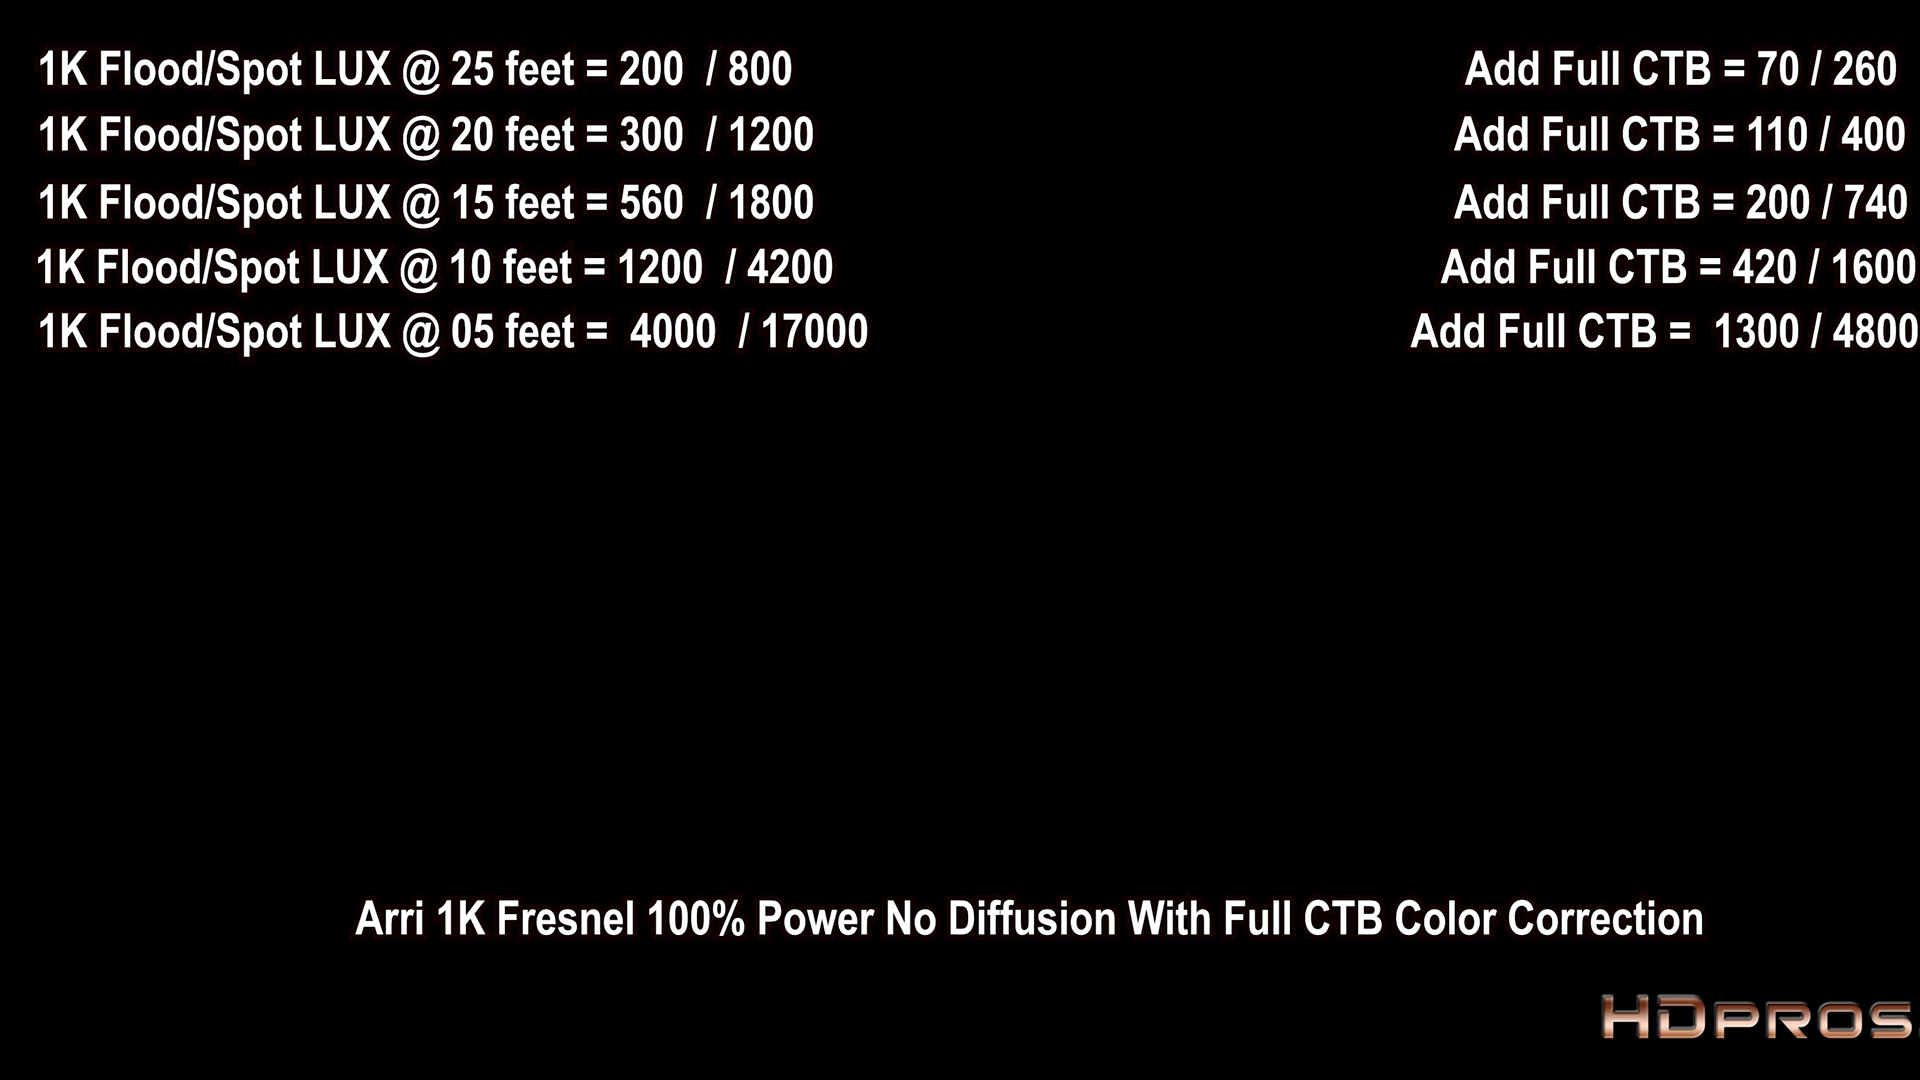 1K Flood/Spot LUX @ 25 feet = 200 / 800 Add Full CTB = 70 / 260
1K Flood/Spot LUX @ 20 feet = 300 / 1200 Add Full CTB = 110 / 400
1K Flood/Spot LUX @ 15 feet = 560 / 1800 Add Full CTB = 200 / 740
1K Flood/Spot LUX @ 10 feet = 1200 / 4200 Add Full CTB = 420 / 1600
1K Flood/Spot LUX @ 05 feet = 4000 / 17000 Add Full CTB = 1300 / 4800
Arri 1K Fresnel 100% Power No Diffusion With Full CTB Color Correction
HDPROS